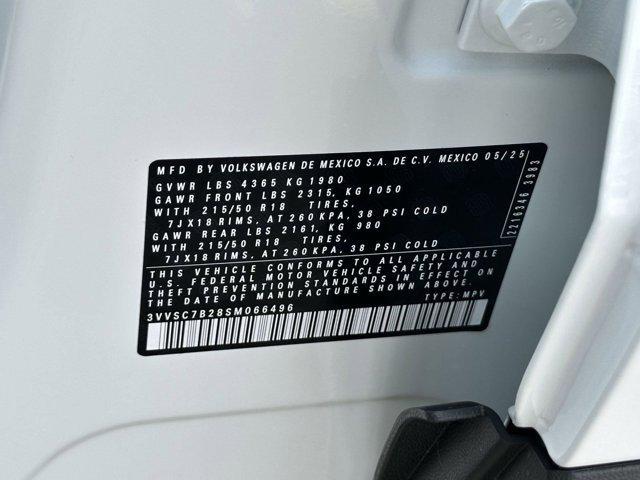 MFD BY VOLKSWAGEN DE MEXICO S.A. DE C.V. MEXICO 05/25
GVWR LBS 4365 KG 1980
GAWR FRONT LBS 2315, KG 1050
WITH 215/50 R18 TIRES,
7JX18 RIMS, AT 260 KPA, 38 PSI COLD
GAWR REAR LBS 2161, KG 980
WITH 215/50 R18 TIRES,
7JX18 RIMS, AT 260 KPA, 38 PSI COLD
THIS VEHICLE CONFORMS TO ALL APPLICABLE
U.S. FEDERAL MOTOR VEHICLE SAFETY AND
THEFT PREVENTION STANDARDS IN EFFECT ON
THE DATE OF MANUFACTURE SHOWN ABOVE.
3VVSC7B28SM066496 TYPE: MPV
2216346 3983